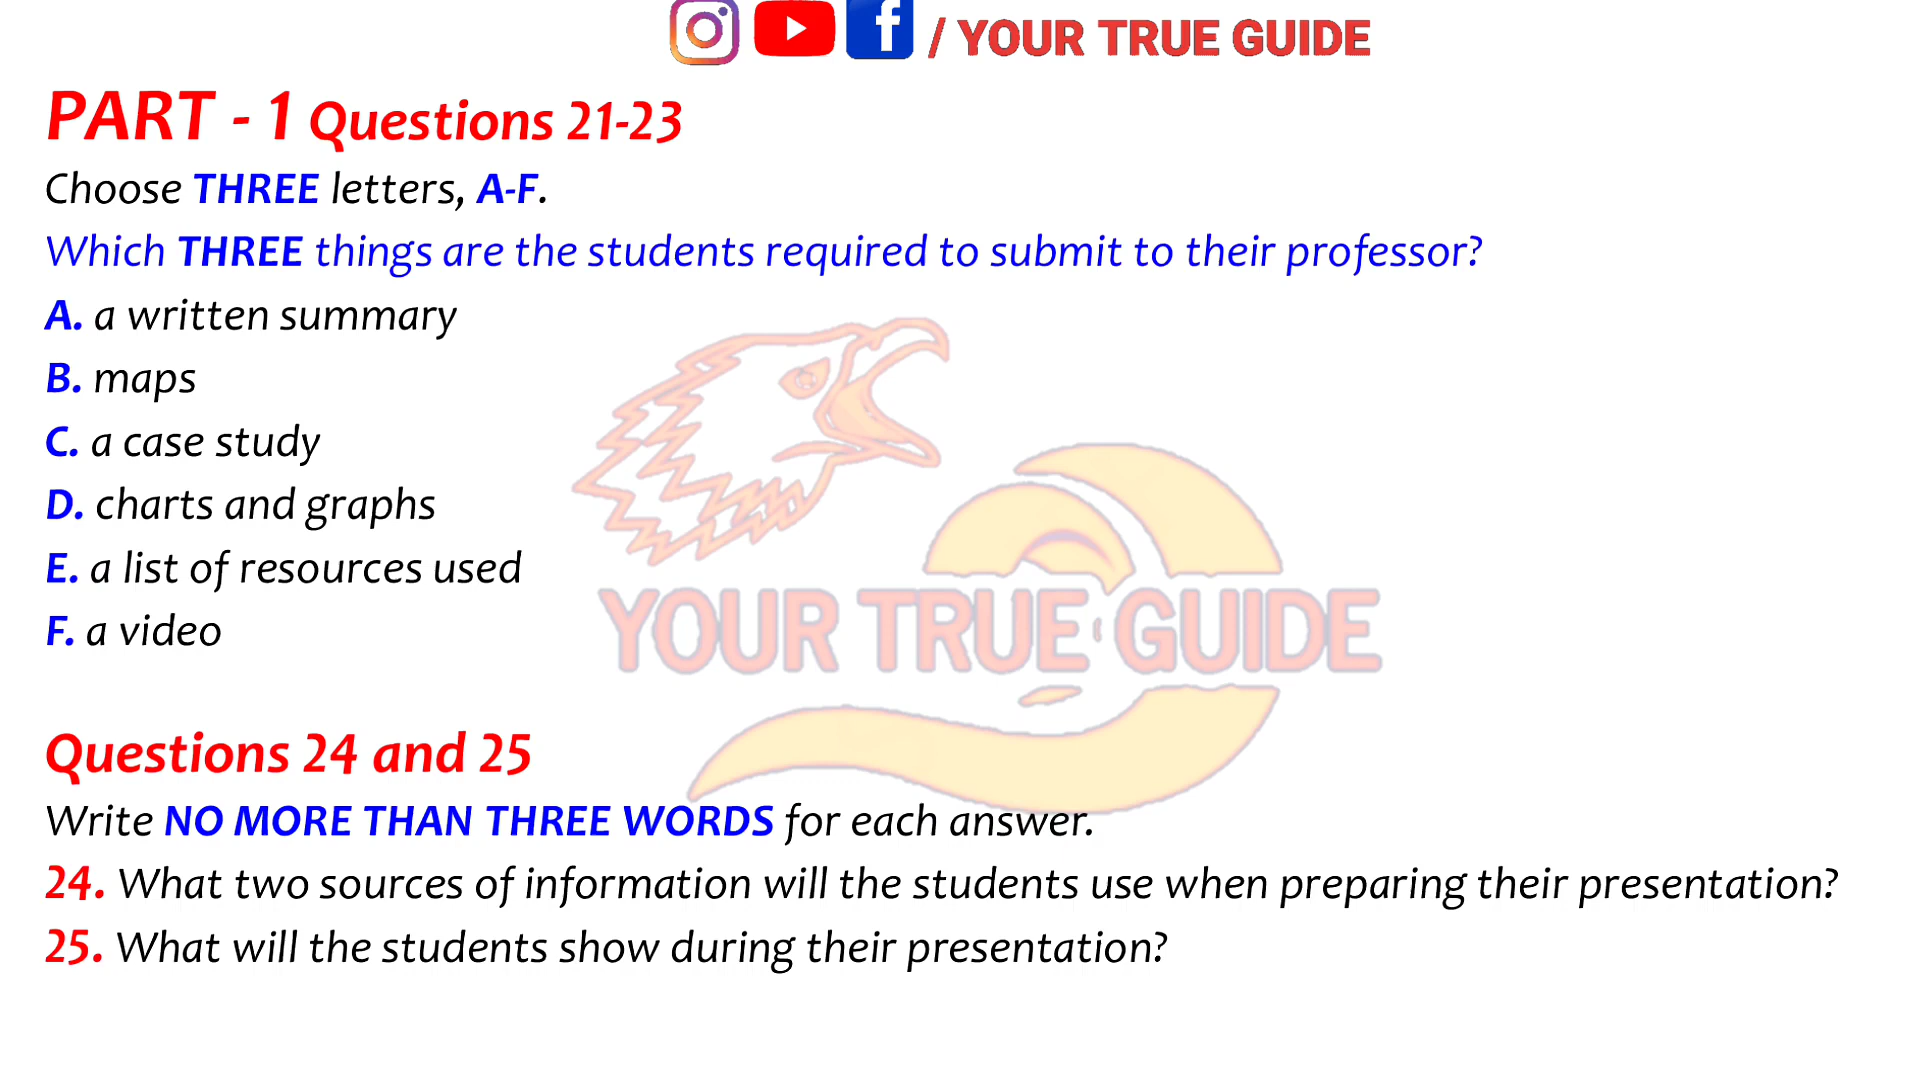 / YOUR TRUE GUIDE
PART - 1 Questions 21-23
Choose THREE letters, A-F.
Which THREE things are the students required to submit to their professor?
A. a written summary
B. maps
C. a case study
D. charts and graphs
E. a list of resources used
F. a video
YOUR TRUE GUIDE
Questions 24 and 25
Write NO MORE THAN THREE WORDS for each answer.
24. What two sources of information will the students use when preparing their presentation?
25. What will the students show during their presentation?